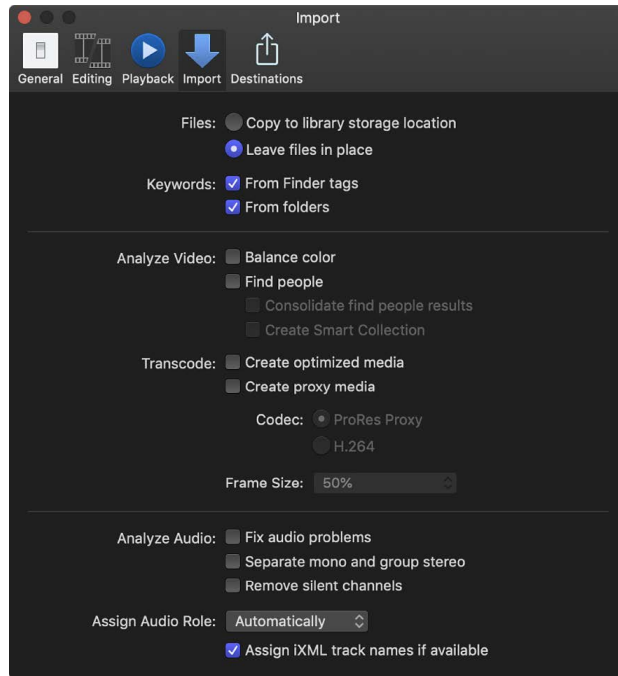 Import
General Editing Playback Import Destinations
Files: Copy to library storage location
Leave files in place
Keywords: From Finder tags
From folders
Analyze Video: Balance color
Find people
Consolidate find people results
Create Smart Collection
Transcode: Create optimized media
Create proxy media
Codec: ProRes Proxy
H.264
Frame Size: 50%
Analyze Audio: Fix audio problems
Separate mono and group stereo
Remove silent channels
Assign Audio Role: Automatically
Assign iXML track names if available